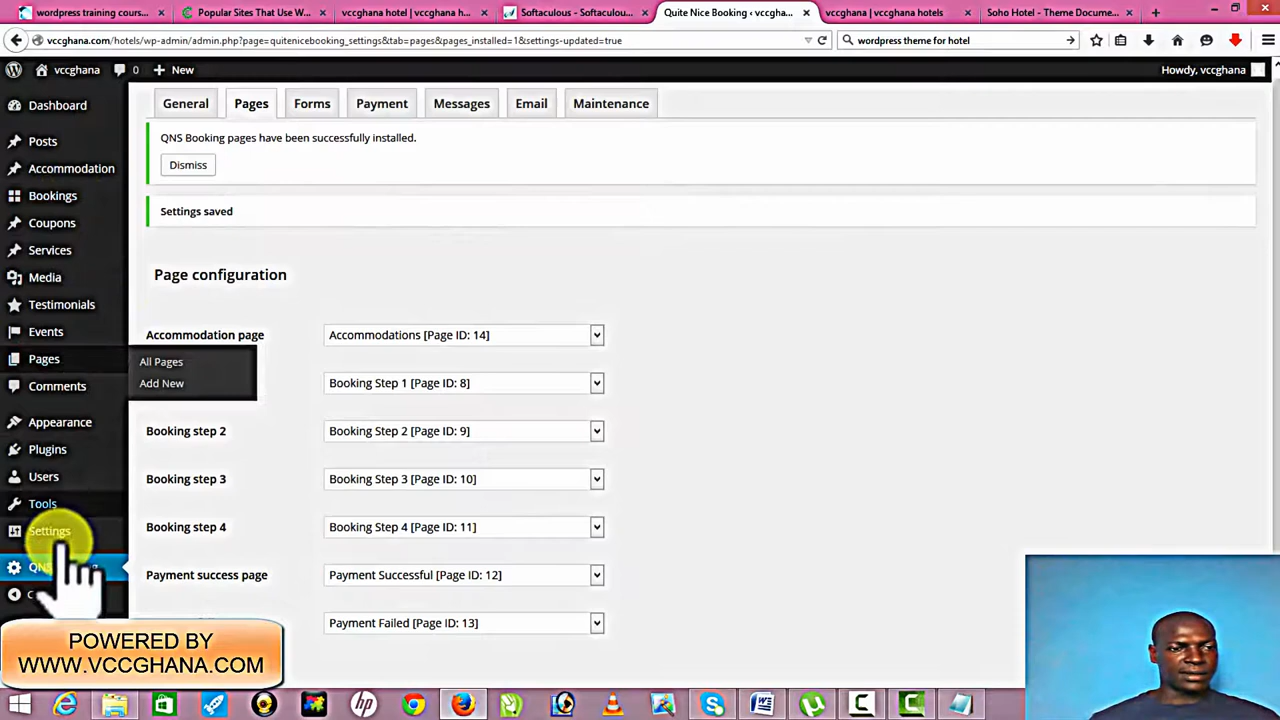 wordpress training cours...
Popular Sites That Use W...
vccghana hotel | vccghana h...
Softaculous - Softaculous...
Quite Nice Booking ‹ vccgha...
vccghana | vccghana hotels
Soho Hotel - Theme Docume...
vccghana.com/hotels/wp-admin/admin.php?page=quitenicebooking_settings&tab=pages&pages_installed=1&settings-updated=true
wordpress theme for hotel
vccghana
0
New
Howdy, vccghana
Dashboard
Posts
Accommodation
Bookings
Coupons
Services
Media
Testimonials
Events
Pages
All Pages
Add New
Comments
Appearance
Plugins
Users
Tools
Settings
General
Pages
Forms
Payment
Messages
Email
Maintenance
QNS Booking pages have been successfully installed.
Dismiss
Settings saved
Page configuration
Accommodation page
Accommodations [Page ID: 14]
Booking Step 1 [Page ID: 8]
Booking step 2
Booking Step 2 [Page ID: 9]
Booking step 3
Booking Step 3 [Page ID: 10]
Booking step 4
Booking Step 4 [Page ID: 11]
Payment success page
Payment Successful [Page ID: 12]
Payment Failed [Page ID: 13]
POWERED BY
WWW.VCCGHANA.COM